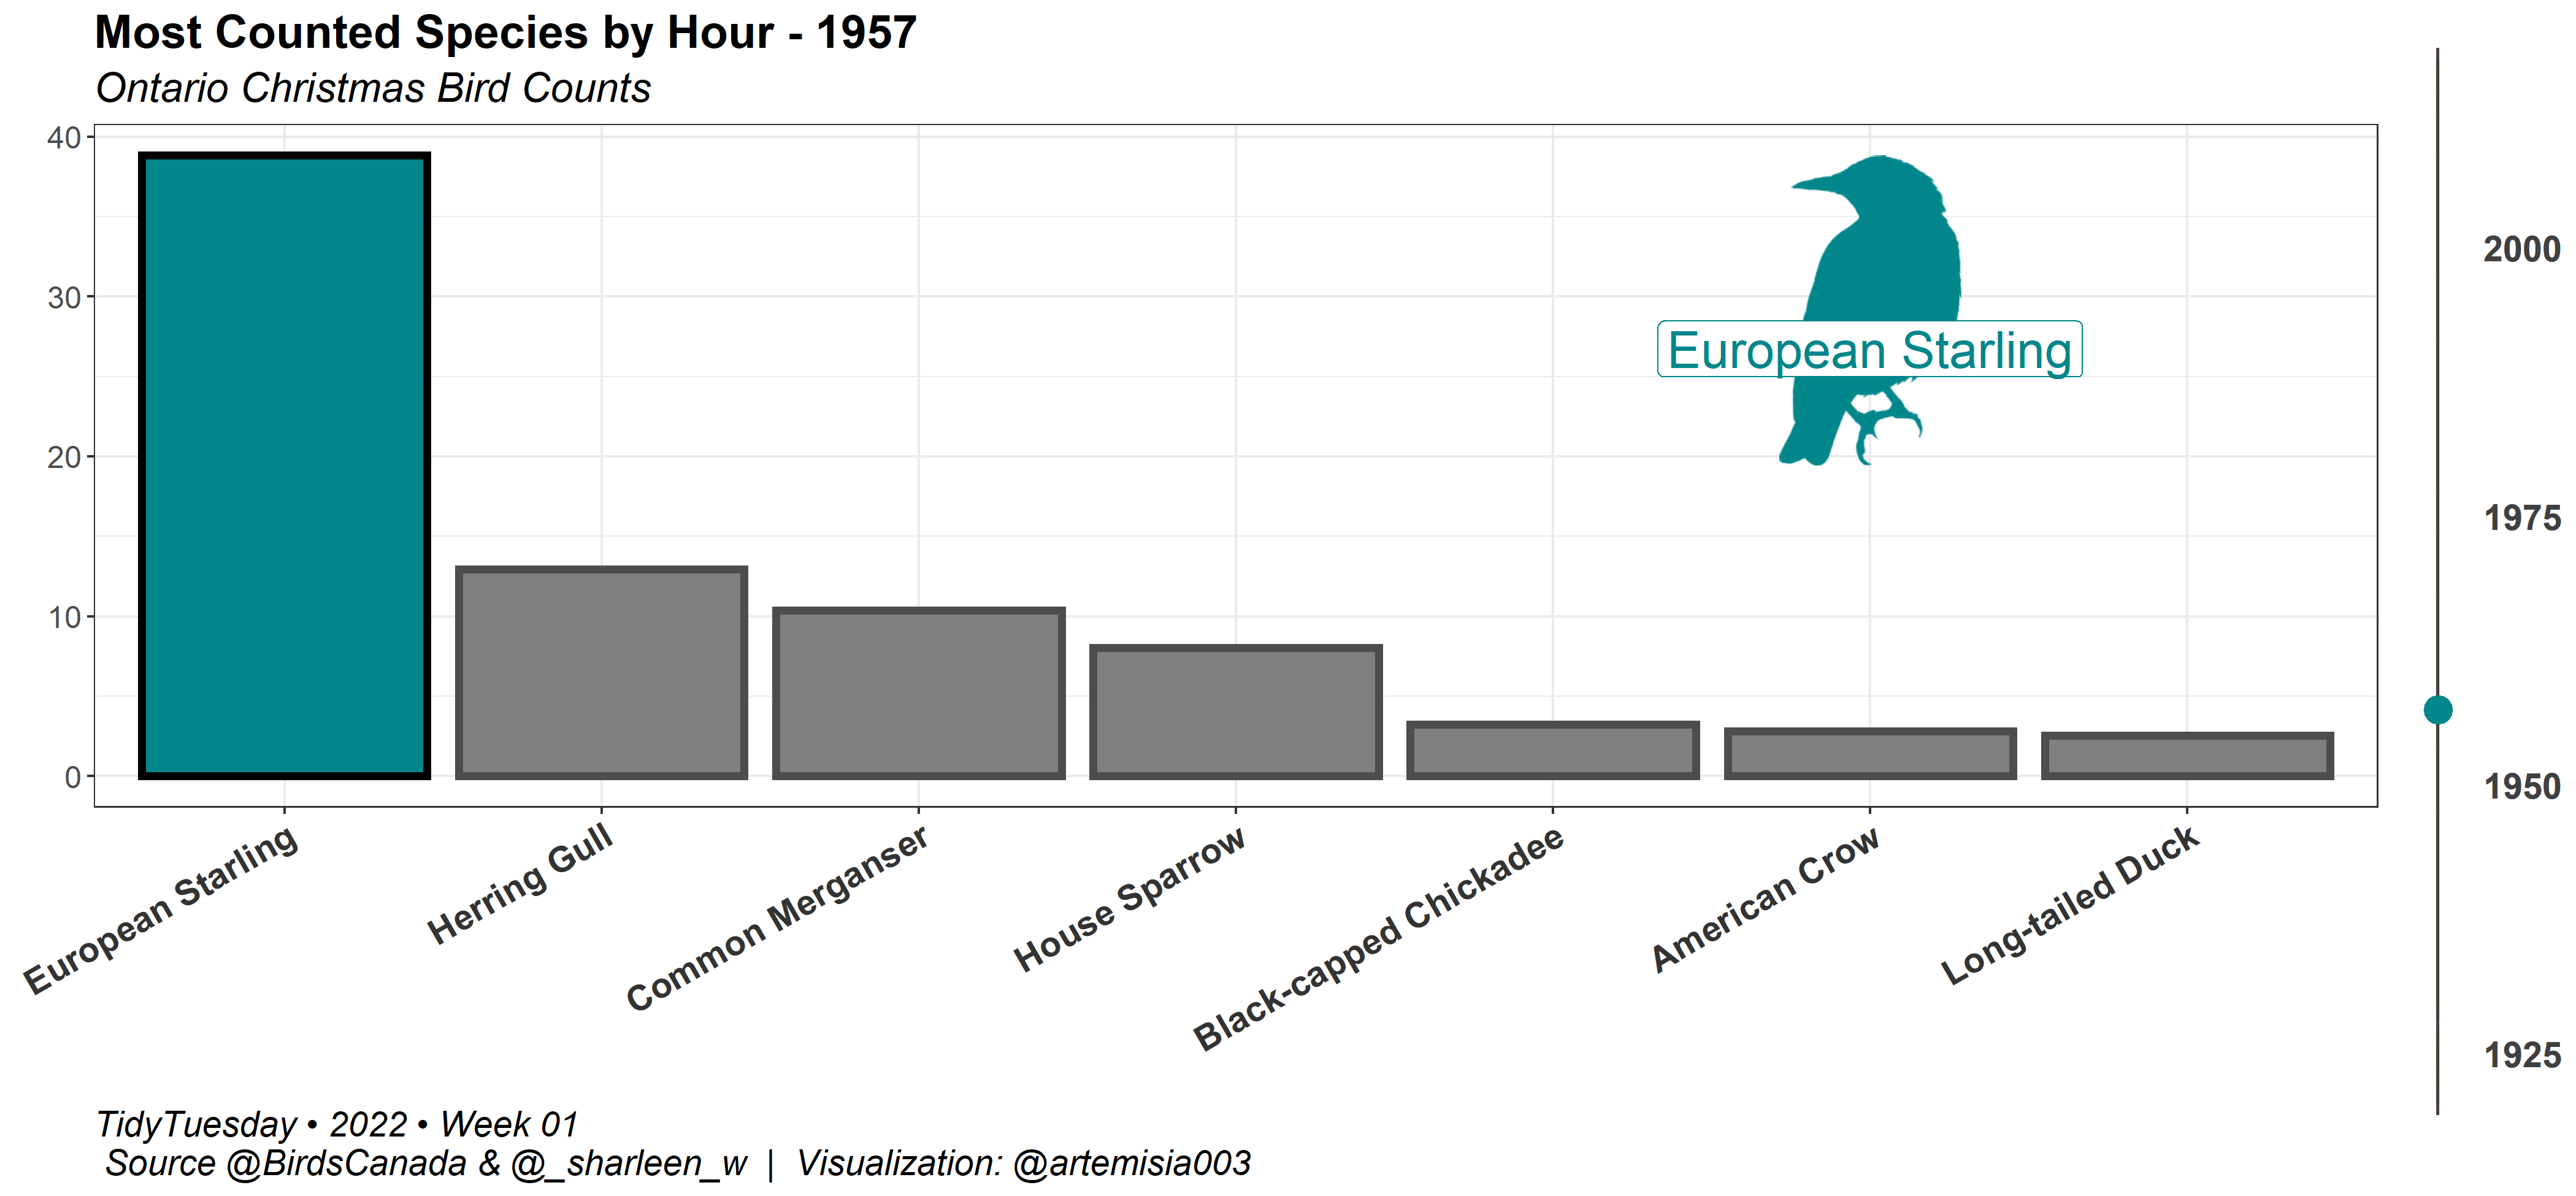 Most Counted Species by Hour - 1957
Ontario Christmas Bird Counts
40
30
20
10
0
European Starling
2000
1975
1950
1925
European Starling
Herring Gull
Common Merganser
House Sparrow
Black-capped Chickadee
American Crow
Long-tailed Duck
TidyTuesday • 2022 • Week 01
Source @BirdsCanada & @_sharleen_w | Visualization: @artemisia003